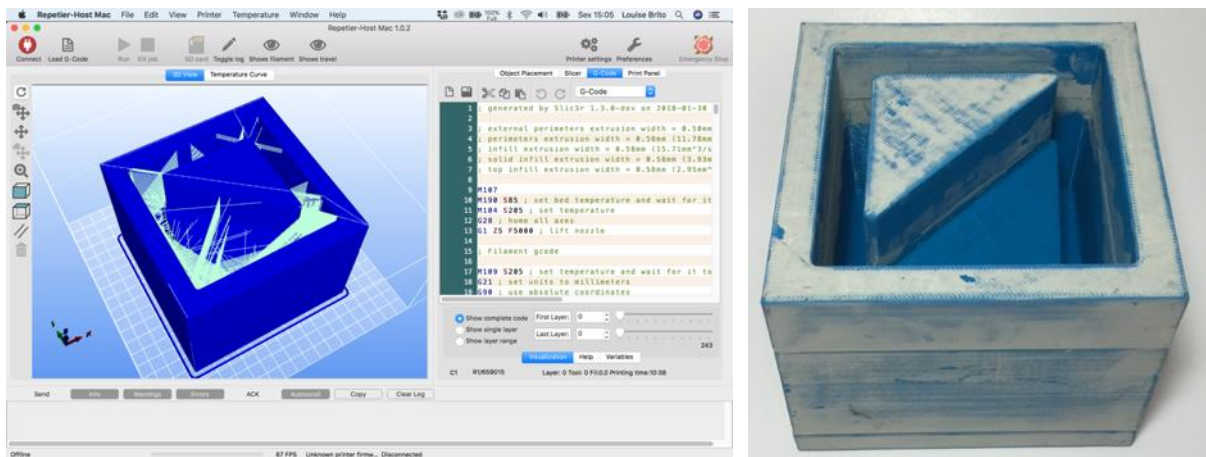 Repetier-Host Mac File Edit View Printer Temperature Window Help
100% Sex 15:05 Louise Brito
Repetier-Host Mac 1.0.2
Connect Load G-Code Run Kill job SD card Toggle log Shows filament Shows travel Printer settings Preferences Emergency Stop
3D View Temperature Curve
Object Placement Slicer G-Code Print Panel
G-Code
1 ; generated by Slic3r 1.3.0-dev on 2018-01-30
2
3 ; external perimeters extrusion width = 0.50mm
4 ; perimeters extrusion width = 0.50mm (11.78mm
5 ; infill extrusion width = 0.50mm (15.71mm^3/s
6 ; solid infill extrusion width = 0.50mm (3.93m
7 ; top infill extrusion width = 0.50mm (2.95mm^
8
9 M107
10 M190 S85 ; set bed temperature and wait for it
11 M104 S205 ; set temperature
12 G28 ; home all axes
13 G1 Z5 F5000 ; lift nozzle
14
15 ; Filament gcode
16
17 M109 S205 ; set temperature and wait for it to
18 G21 ; set units to millimeters
19 G90 ; use absolute coordinates
Show complete code First Layer: 0
Show single layer Last Layer: 0
Show layer range 243
Visualization Help Variables
C1 R1/659015 Layer: 0 Tool: 0 Fil:0.0 Printing time:10:38
Send Info Warnings Errors ACK Autoscroll Copy Clear Log
Offline 67 FPS Unknown printer firmw... Disconnected